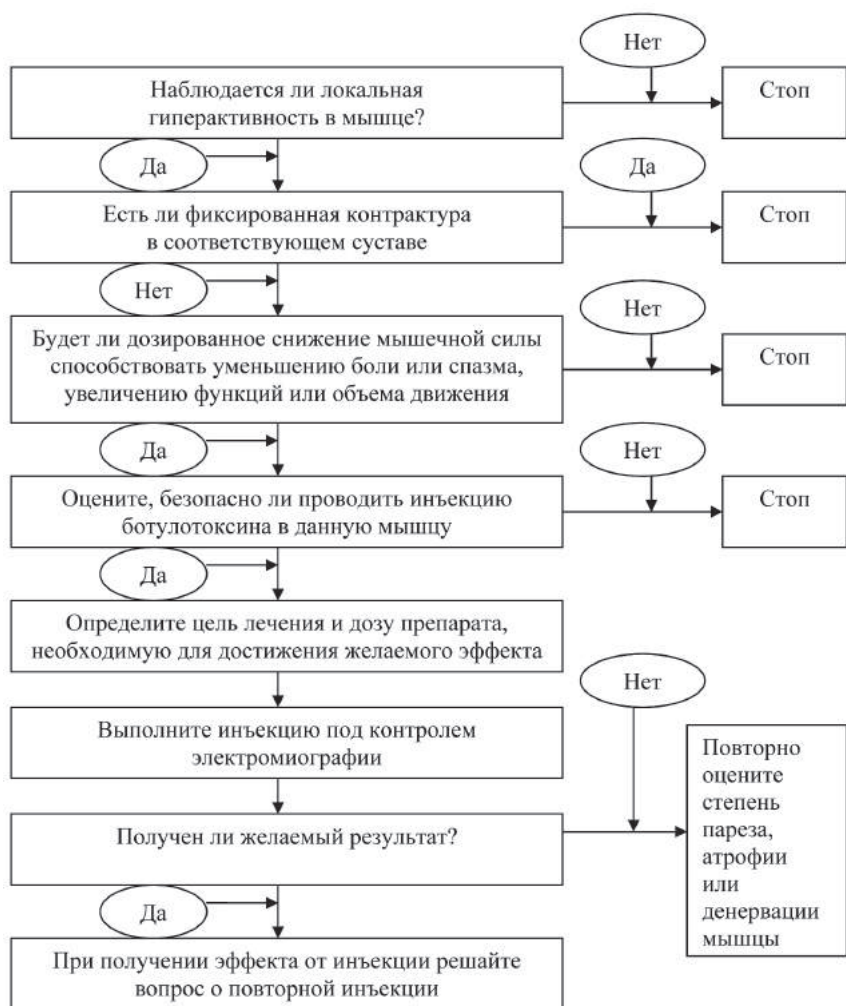 Нет
Наблюдается ли локальная
гиперактивность в мышце?
Стоп
Да
Да
Есть ли фиксированная контрактура
в соответствующем суставе
Стоп
Нет
Нет
Будет ли дозированное снижение мышечной силы
способствовать уменьшению боли или спазма,
увеличению функций или объема движения
Стоп
Да
Нет
Оцените, безопасно ли проводить инъекцию
ботулотоксина в данную мышцу
Стоп
Да
Определите цель лечения и дозу препарата,
необходимую для достижения желаемого эффекта
Нет
Выполните инъекцию под контролем
электромиографии
Получен ли желаемый результат?
Повторно
оцените
степень
пареза,
атрофии
или
денервации
мышцы
Да
При получении эффекта от инъекции решайте
вопрос о повторной инъекции